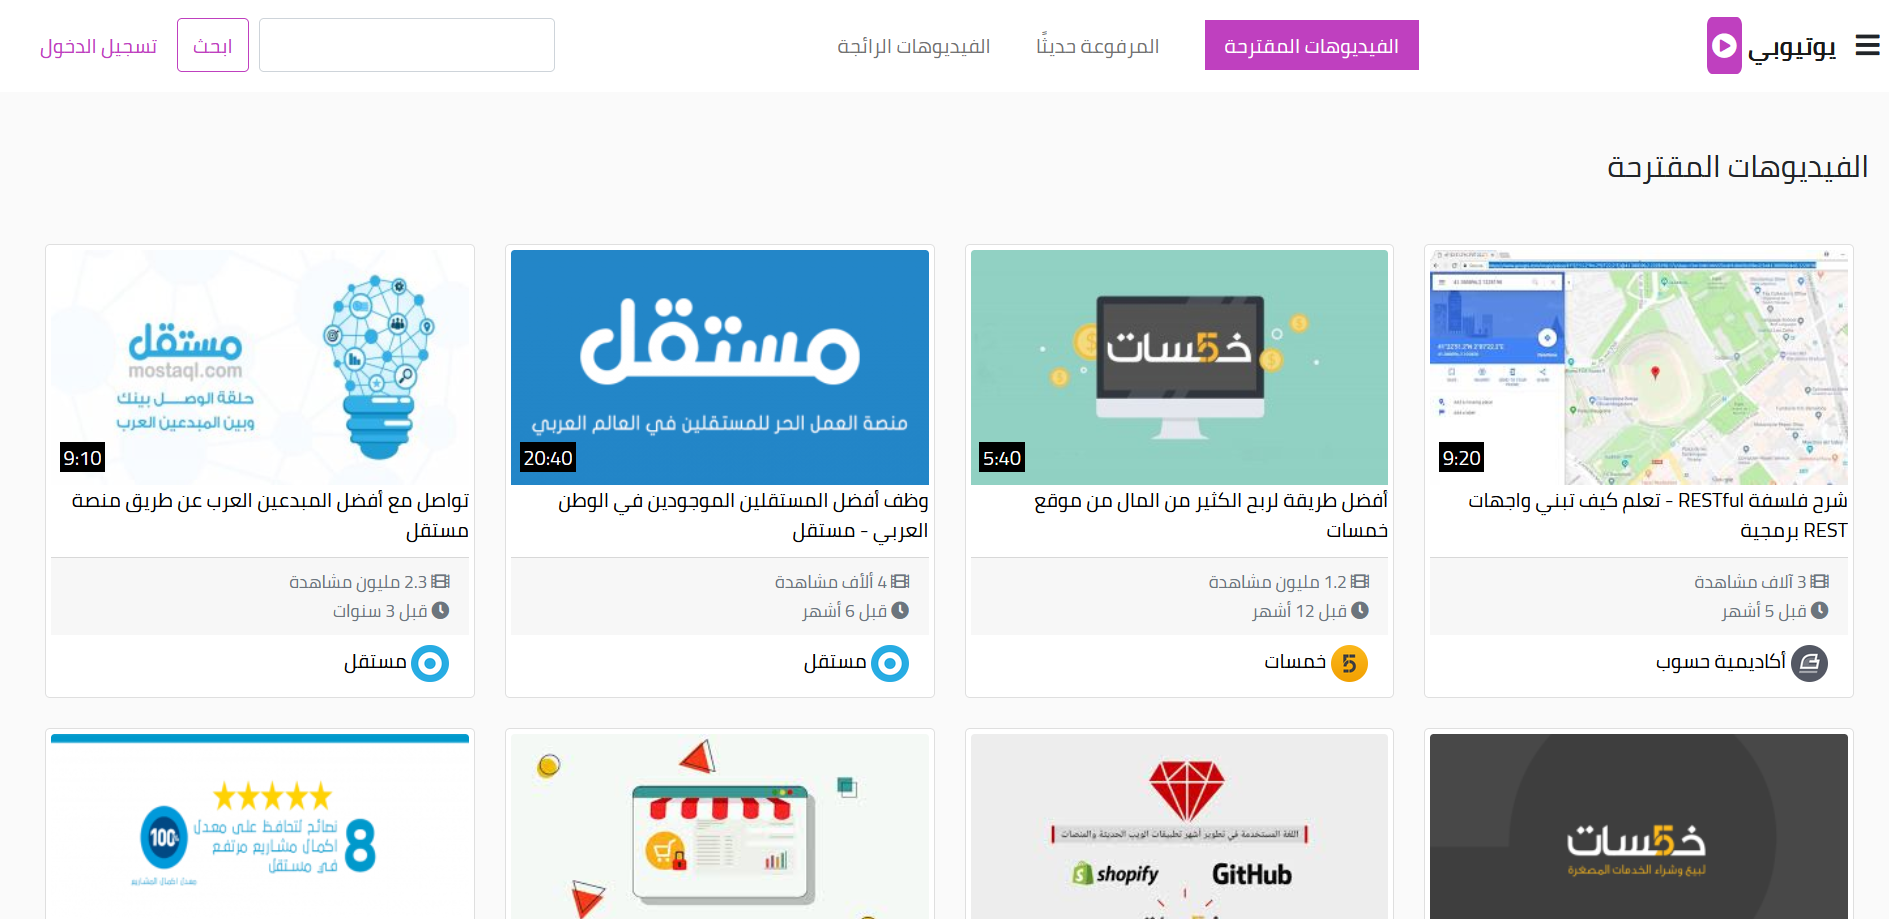 يوتيوبي
الفيديوهات المقترحة
المرفوعة حديثًا
الفيديوهات الرائجة
ابحث
تسجيل الدخول
الفيديوهات المقترحة
9:20
شرح فلسفة RESTful - تعلم كيف تبني واجهات
REST برمجية
3 آلاف مشاهدة
قبل 5 أشهر
أكاديمية حسوب
خمسات
5:40
أفضل طريقة لربح الكثير من المال من موقع
خمسات
1.2 مليون مشاهدة
قبل 12 أشهر
خمسات
مستقل
منصة العمل الحر للمستقلين في العالم العربي
20:40
وظف أفضل المستقلين الموجودين في الوطن
العربي - مستقل
4 ألأف مشاهدة
قبل 6 أشهر
مستقل
مستقل
mostaql.com
حلقة الوصل بينك
وبين المبدعين العرب
9:10
تواصل مع أفضل المبدعين العرب عن طريق منصة
مستقل
2.3 مليون مشاهدة
قبل 3 سنوات
مستقل
خمسات
لبيع وشراء الخدمات المصغرة
اللغة المستخدمة في تطوير أشهر تطبيقات الويب الحديثة والمنصات
shopify GitHub
8 نصائح لتحافظ على معدل
اكمال مشاريع مرتفع
في مستقل
100%
معدل اكمال المشاريع